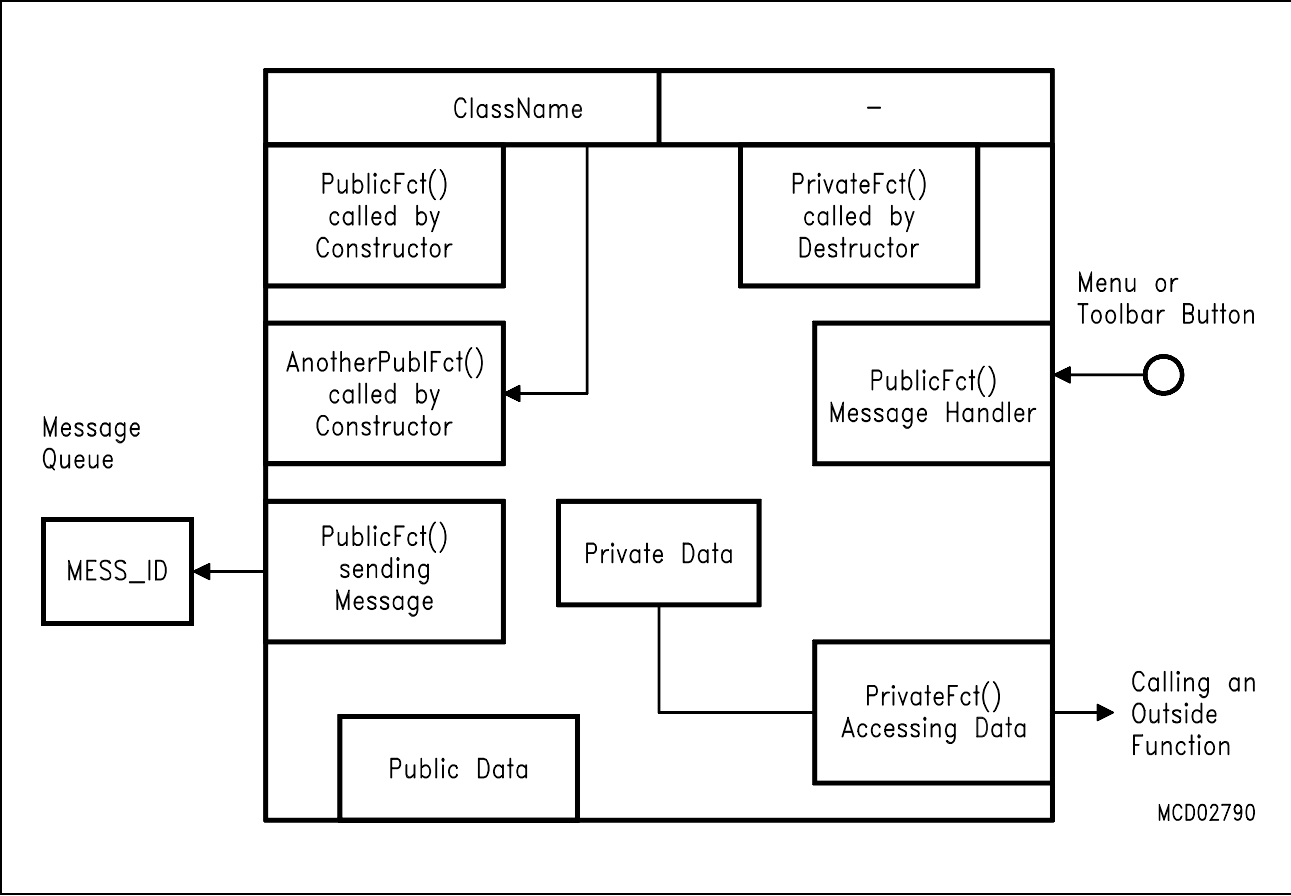 ClassName
-
PublicFct()
called by
Constructor
PrivateFct()
called by
Destructor
Menu or
Toolbar Button
AnotherPublFct()
called by
Constructor
PublicFct()
Message Handler
Message
Queue
MESS_ID
PublicFct()
sending
Message
Private Data
PrivateFct()
Accessing Data
Calling an
Outside
Function
Public Data
MCD02790